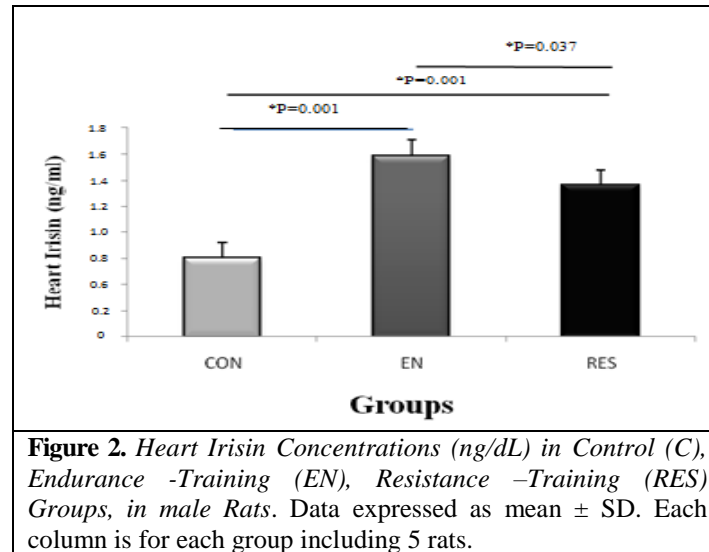 *P=0.037
*P=0.001
*P=0.001
1.8
1.6
1.4
1.2
1.0
0.8
0.6
0.2
0
Heart Irisin (ng/ml)
CON EN RES
Groups
Figure 2. Heart Irisin Concentrations (ng/dL) in Control (C),
Endurance -Training (EN), Resistance –Training (RES)
Groups, in male Rats. Data expressed as mean ± SD. Each
column is for each group including 5 rats.